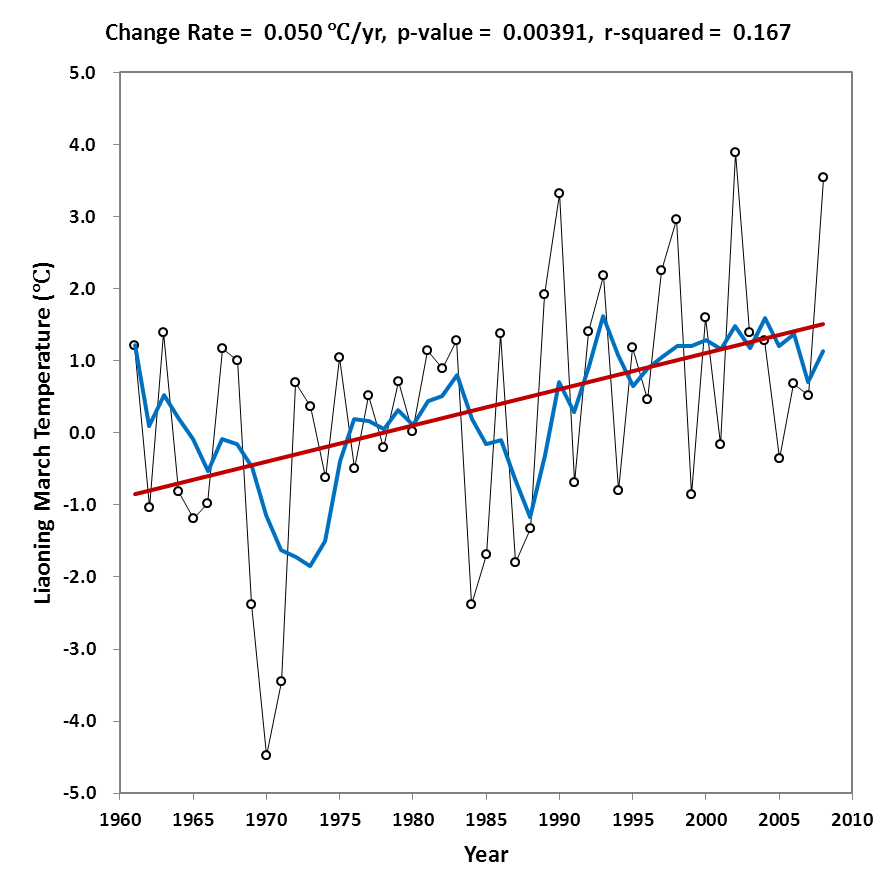 Change Rate = 0.050 ℃/yr, p-value = 0.00391, r-squared = 0.167
5.0
4.0
3.0
2.0
1.0
0.0
-1.0
-2.0
-3.0
-4.0
-5.0
Liaoning March Temperature (℃)
1960 1965 1970 1975 1980 1985 1990 1995 2000 2005 2010
Year